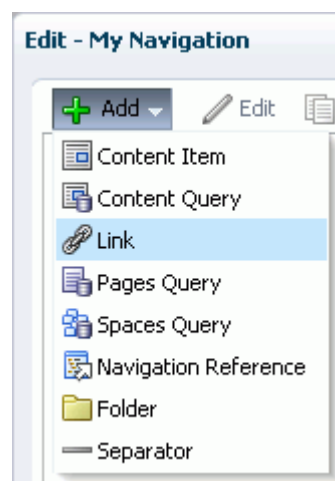 Edit - My Navigation
Add Edit
Content Item
Content Query
Link
Pages Query
Spaces Query
Navigation Reference
Folder
Separator